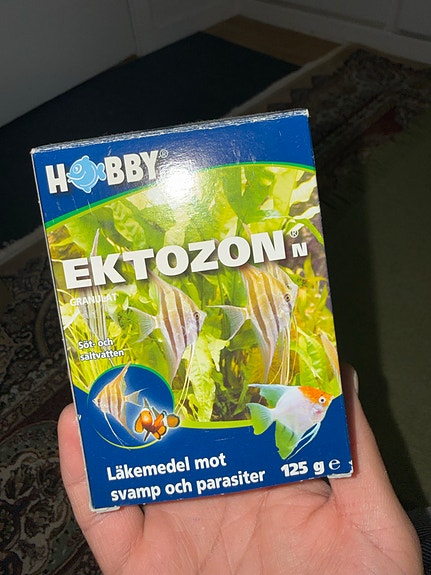 HOBBY®
EKTOZON® N
GRANULAT
Söt- och
saltvatten
Läkemedel mot
svamp och parasiter
125 g e